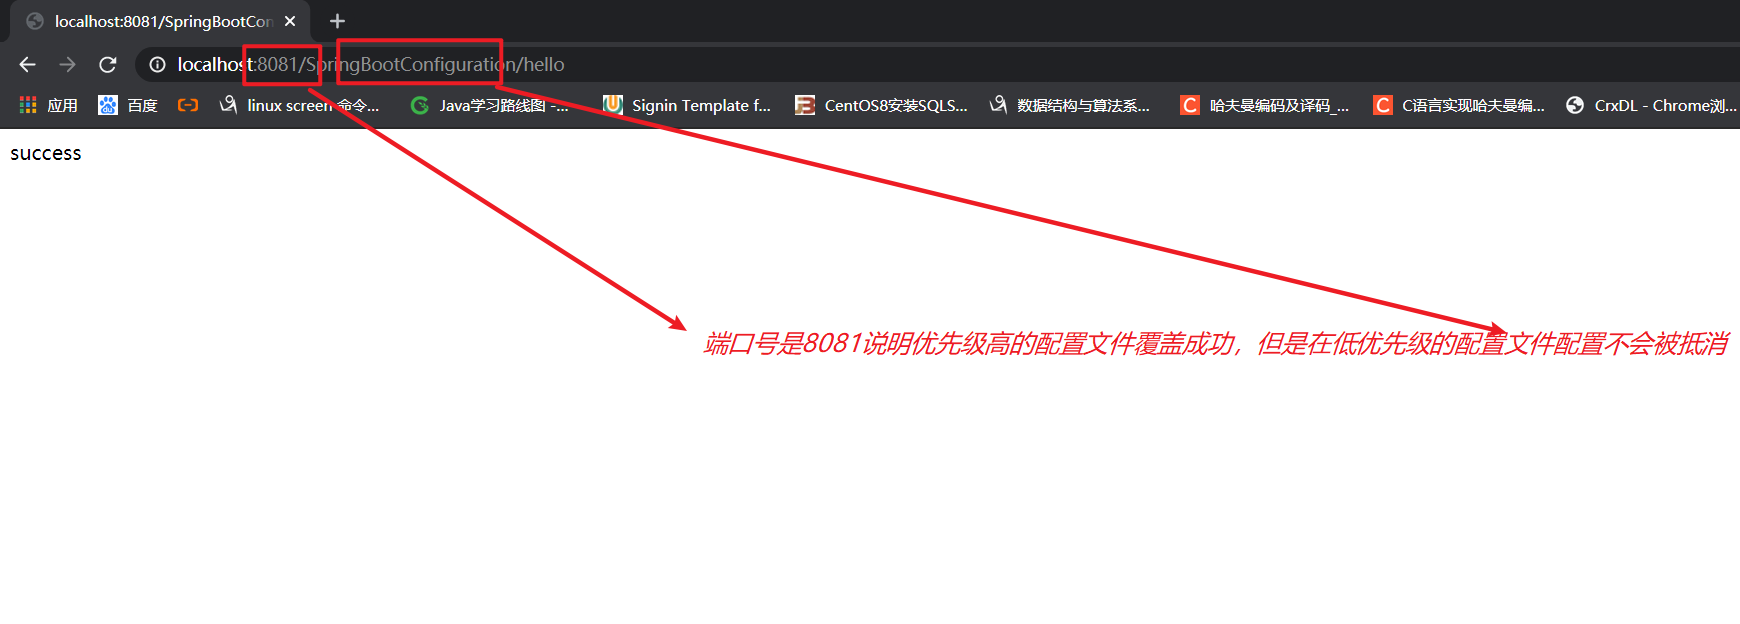 localhost:8081/SpringBootCon
localhost:8081/SpringBootConfiguration/hello
应用 百度 linux screen 命令... Java学习路线图 -... Signin Template f... CentOS8安装SQLS... 数据结构与算法系... 哈夫曼编码及译码_... C语言实现哈夫曼编... CrxDL - Chrome浏...
success
端口号是8081说明优先级高的配置文件覆盖成功，但是在低优先级的配置文件配置不会被抵消